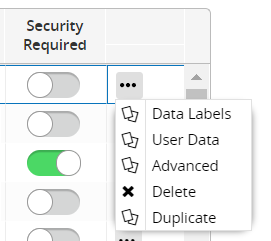 Security
Required
Data Labels
User Data
Advanced
Delete
Duplicate